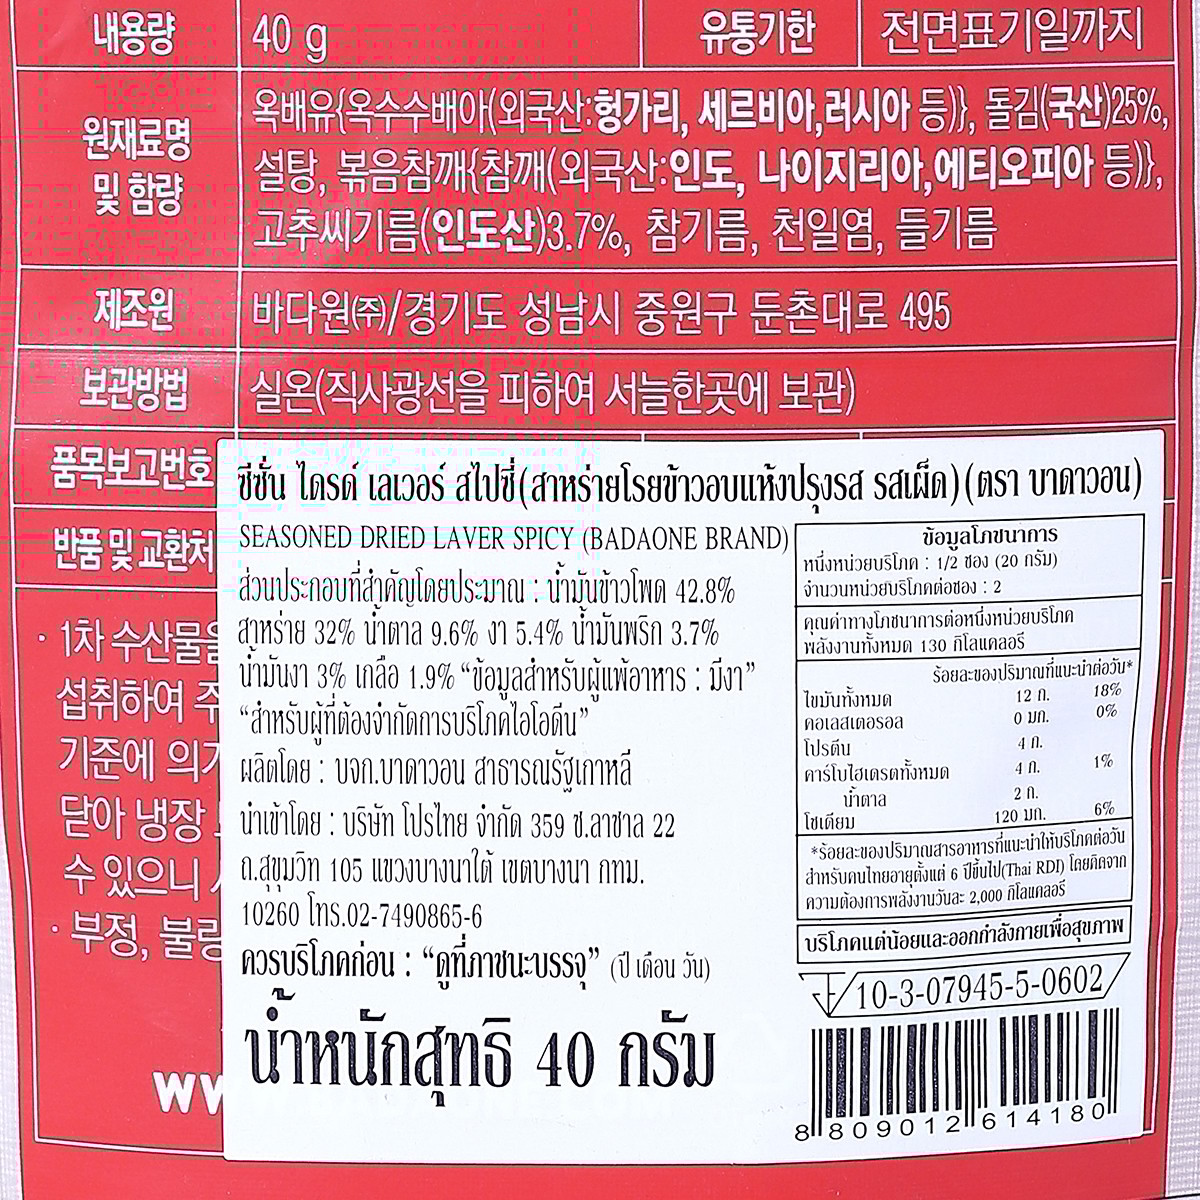 내용량 40 g 유통기한 전면표기일까지
원재료명 및 함량
옥배유{옥수수배아(외국산:헝가리, 세르비아,러시아 등)}, 돌김(국산)25%,
설탕, 볶음참깨{참깨(외국산:인도, 나이지리아,에티오피아 등)},
고추씨기름(인도산)3.7%, 참기름, 천일염, 들기름
제조원 바다원㈜/경기도 성남시 중원구 둔촌대로 495
보관방법 실온(직사광선을 피하여 서늘한곳에 보관)
품목보고번호
반품 및 교환처
· 1차 수산물을
섭취하여 주
기준에 의거
닫아 냉장
수 있으니
· 부정, 불량
ww
ซีซั่น ไดรด์ เลเวอร์ สไปซี่(สาหร่ายโรยข้าวอบแห้งปรุงรส รสเผ็ด)(ตรา บาดาวอน)
SEASONED DRIED LAVER SPICY (BADAONE BRAND)
ส่วนประกอบที่สำคัญโดยประมาณ : น้ำมันข้าวโพด 42.8%
สาหร่าย 32% น้ำตาล 9.6% งา 5.4% น้ำมันพริก 3.7%
น้ำมันงา 3% เกลือ 1.9% “ข้อมูลสำหรับผู้แพ้อาหาร : มีงา”
“สำหรับผู้ที่ต้องจำกัดการบริโภคไอโอดีน”
ผลิตโดย : บจก.บาดาวอน สาธารณรัฐเกาหลี
นำเข้าโดย : บริษัท โปรไทย จำกัด 359 ซ.ลาซาล 22
ถ.สุขุมวิท 105 แขวงบางนาใต้ เขตบางนา กทม.
10260 โทร.02-7490865-6
ควรบริโภคก่อน : “ดูที่ภาชนะบรรจุ” (ปี เดือน วัน)
น้ำหนักสุทธิ 40 กรัม
ข้อมูลโภชนาการ
หนึ่งหน่วยบริโภค : 1/2 ซอง (20 กรัม)
จำนวนหน่วยบริโภคต่อซอง : 2
คุณค่าทางโภชนาการต่อหนึ่งหน่วยบริโภค
พลังงานทั้งหมด 130 กิโลแคลอรี
ร้อยละของปริมาณที่แนะนำต่อวัน*
ไขมันทั้งหมด 12 ก. 18%
คอเลสเตอรอล 0 มก. 0%
โปรตีน 4 ก.
คาร์โบไฮเดรตทั้งหมด 4 ก. 1%
น้ำตาล 2 ก.
โซเดียม 120 มก. 6%
*ร้อยละของปริมาณสารอาหารที่แนะนำให้บริโภคต่อวัน
สำหรับคนไทยอายุตั้งแต่ 6 ปีขึ้นไป(Thai RDI) โดยคิดจาก
ความต้องการพลังงานวันละ 2,000 กิโลแคลอรี
บริโภคแต่น้อยและออกกำลังกายเพื่อสุขภาพ
10-3-07945-5-0602
8 809012 614180